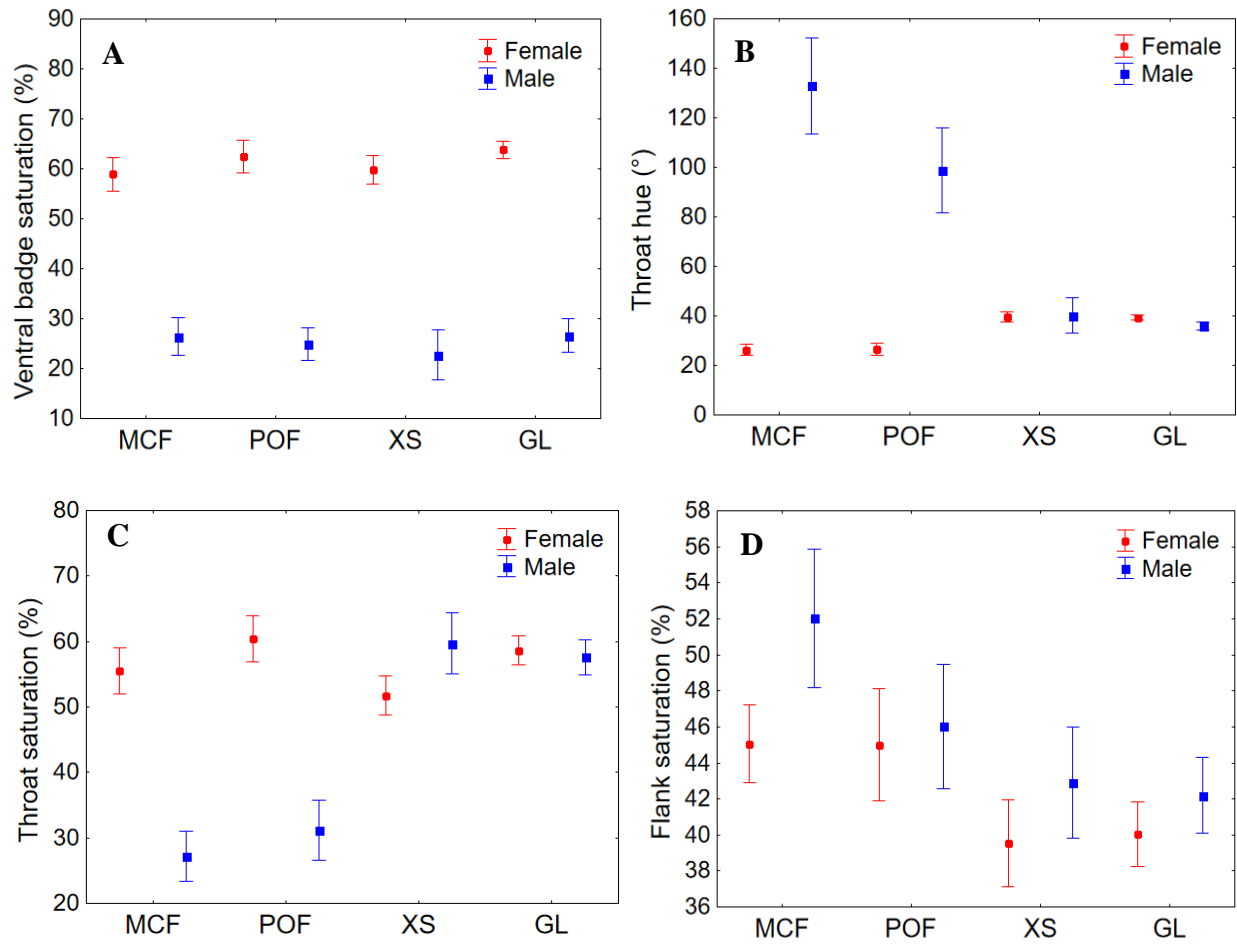 A
Female
Male
Ventral badge saturation (%)
90
80
70
60
50
40
30
20
10
MCF POF XS GL
B
Female
Male
Throat hue (°)
160
140
120
100
80
60
40
20
0
MCF POF XS GL
C
Female
Male
Throat saturation (%)
80
70
60
50
40
30
20
MCF POF XS GL
D
Female
Male
Flank saturation (%)
58
56
54
52
50
48
46
44
42
40
38
36
MCF POF XS GL